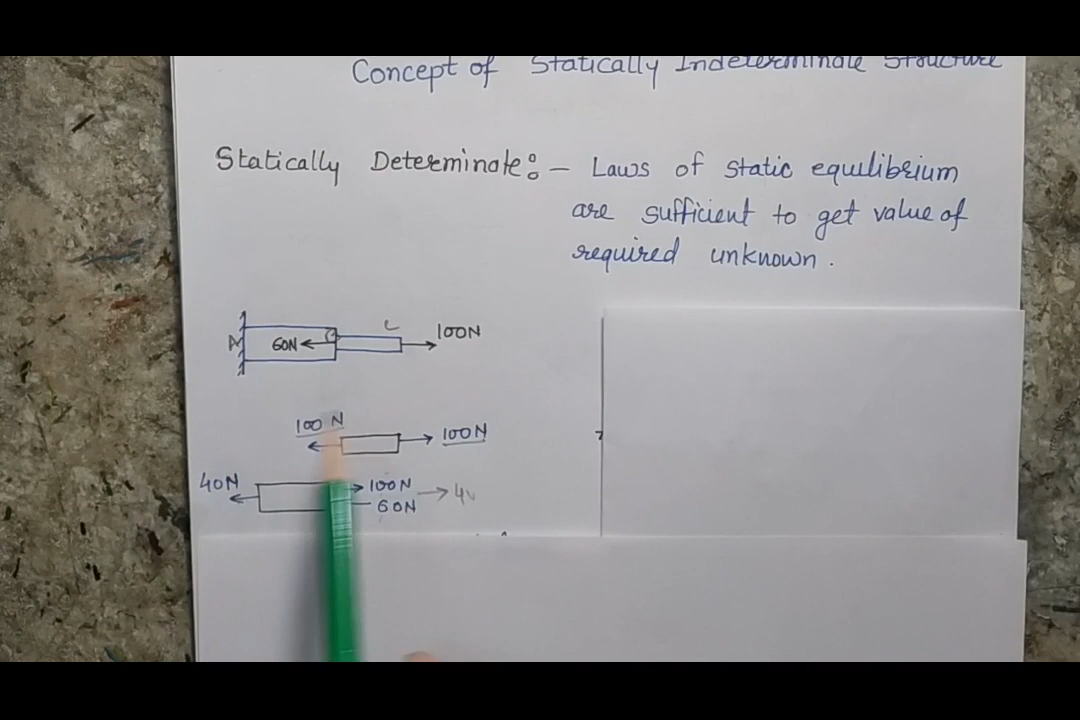 Concept of Statically Indeterminate Structure
Statically Determinate:- Laws of static equilibrium
are sufficient to get value of
required unknown.
A 60N C 100N
100 N 100N
40N 100N
60N